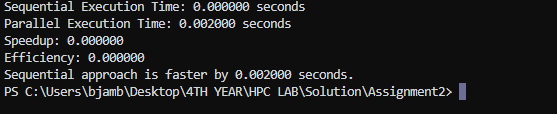 Sequential Execution Time: 0.000000 seconds
Parallel Execution Time: 0.002000 seconds
Speedup: 0.000000
Efficiency: 0.000000
Sequential approach is faster by 0.002000 seconds.
PS C:\Users\bjamb\Desktop\4TH YEAR\HPC LAB\Solution\Assignment2>